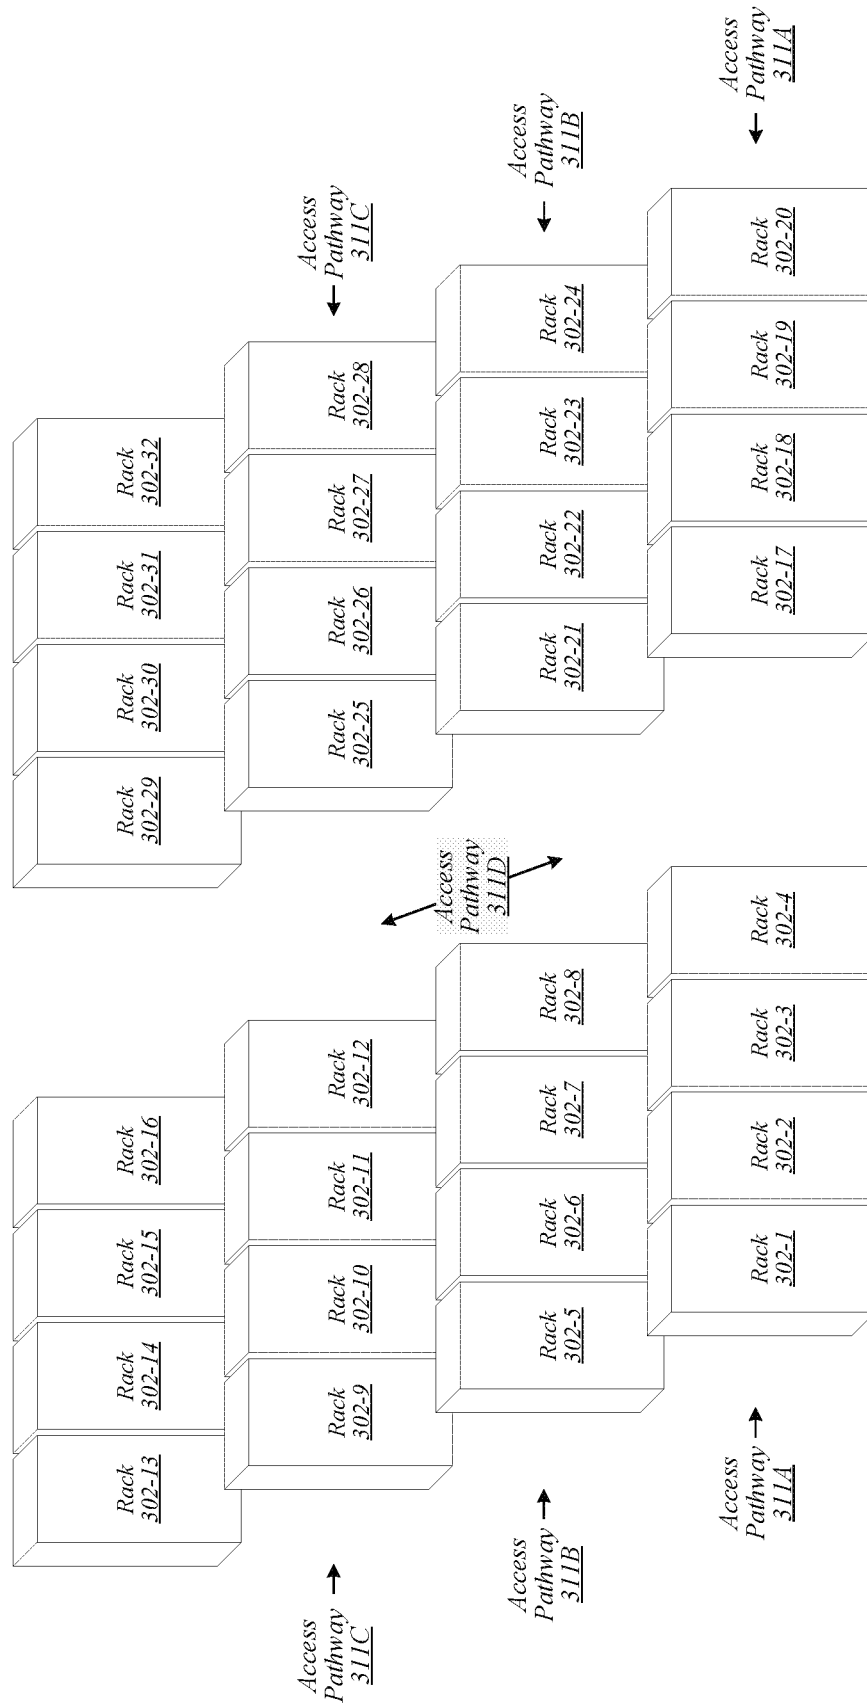 Rack
302-13
Rack
302-14
Rack
302-15
Rack
302-16
Rack
302-29
Rack
302-30
Rack
302-31
Rack
302-32
Access
Pathway
311C
Rack
302-9
Rack
302-10
Rack
302-11
Rack
302-12
Rack
302-25
Rack
302-26
Rack
302-27
Rack
302-28
Access
Pathway
311C
Access
Pathway
311D
Access
Pathway
311B
Rack
302-5
Rack
302-6
Rack
302-7
Rack
302-8
Rack
302-21
Rack
302-22
Rack
302-23
Rack
302-24
Access
Pathway
311B
Access
Pathway
311A
Rack
302-1
Rack
302-2
Rack
302-3
Rack
302-4
Rack
302-17
Rack
302-18
Rack
302-19
Rack
302-20
Access
Pathway
311A